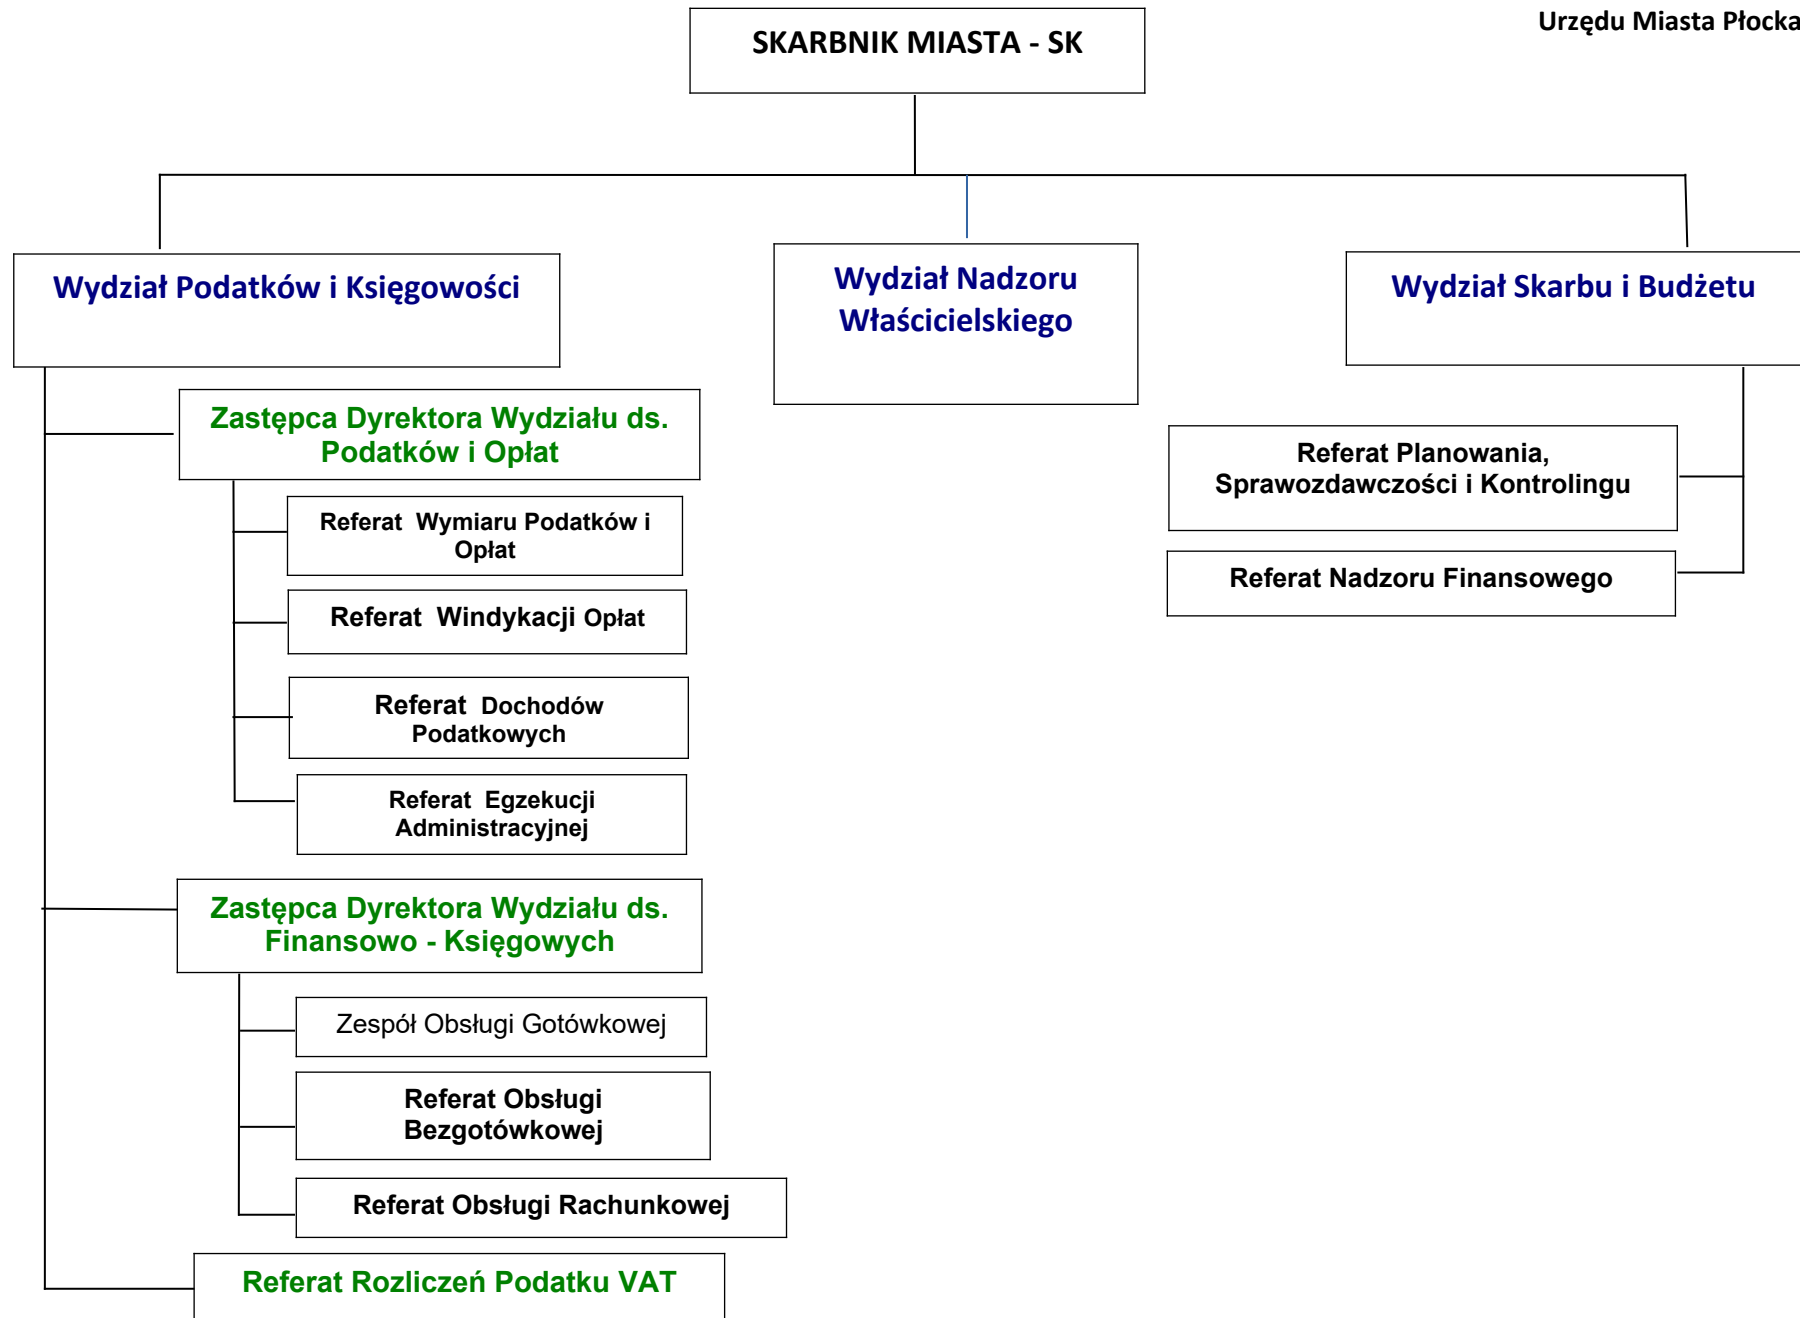 Urzędu Miasta Płocka
SKARBNIK MIASTA - SK
Wydział Podatków i Księgowości
Wydział Nadzoru
Właścicielskiego
Wydział Skarbu i Budżetu
Zastępca Dyrektora Wydziału ds.
Podatków i Opłat
Referat Wymiaru Podatków i
Opłat
Referat Windykacji Opłat
Referat Dochodów
Podatkowych
Referat Egzekucji
Administracyjnej
Zastępca Dyrektora Wydziału ds.
Finansowo - Księgowych
Zespół Obsługi Gotówkowej
Referat Obsługi
Bezgotówkowej
Referat Obsługi Rachunkowej
Referat Rozliczeń Podatku VAT
Referat Planowania,
Sprawozdawczości i Kontrolingu
Referat Nadzoru Finansowego